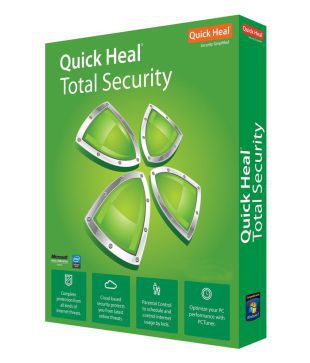 Quick Heal®
Total Security
Quick Heal
Security Simplified
Quick Heal®
Total Security
Microsoft
intel
Complete
protection from
all kinds of
internet threats.
Cloud based
security protects
you from latest
online threats.
Parental Control
to schedule and
control internet
usage by kids.
Optimize your PC
performance with
PCTuner.